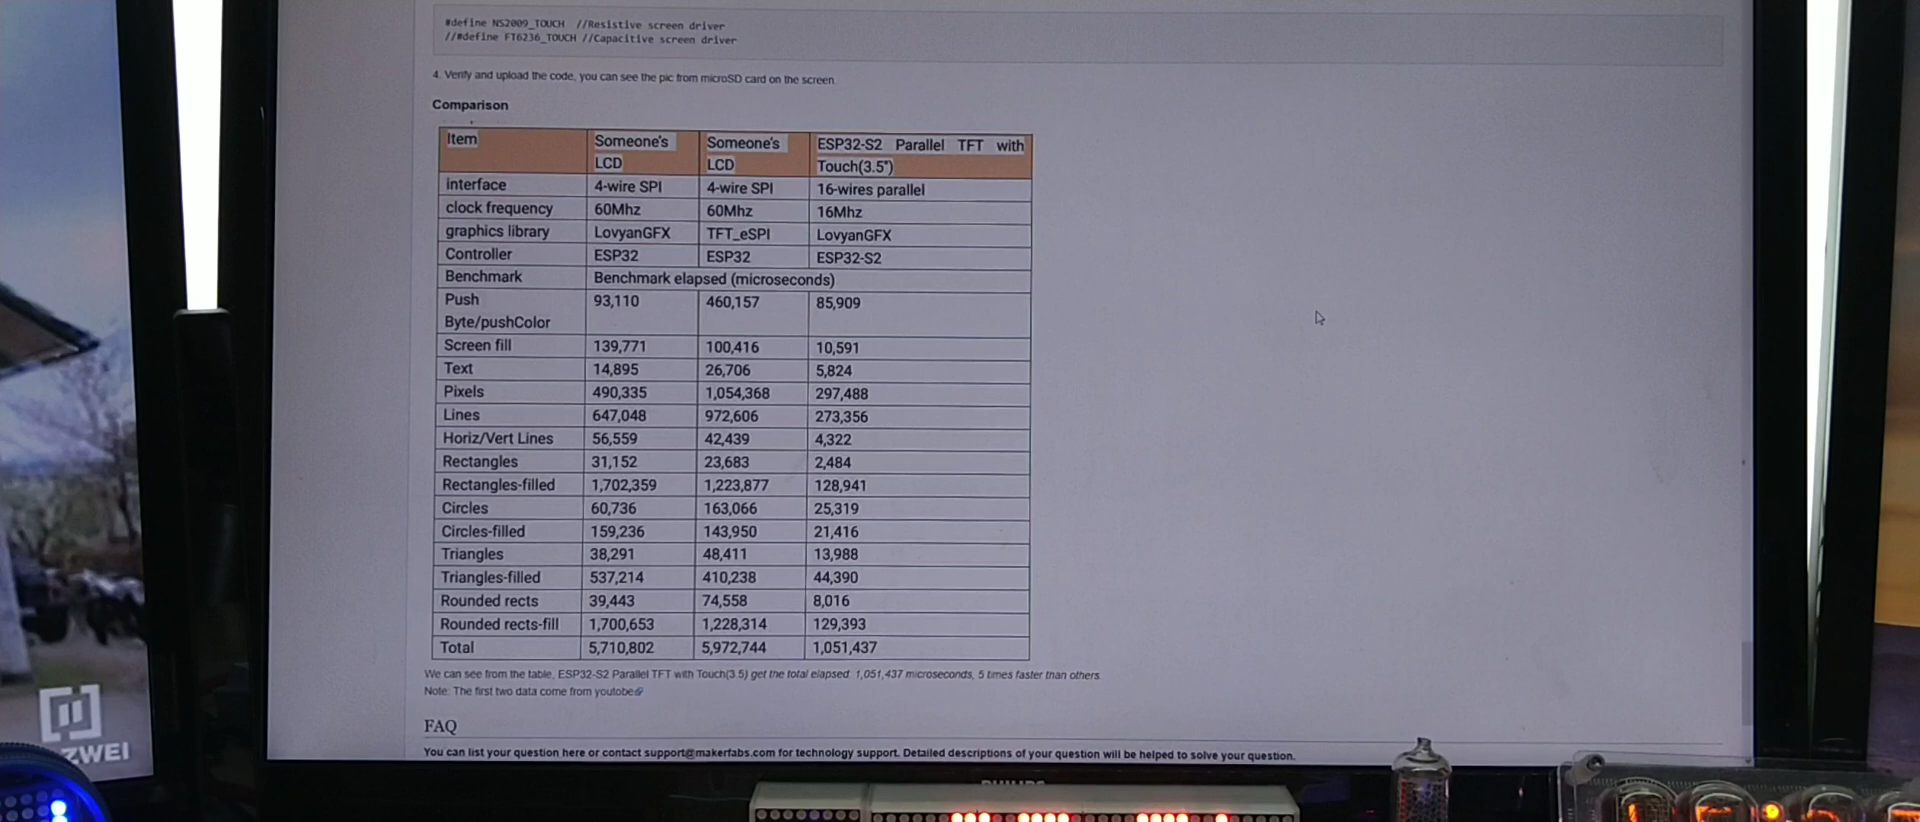 #define NS2009_TOUCH //Resistive screen driver
//#define FT6236_TOUCH //Capacitive screen driver
4. Verify and upload the code, you can see the pic from microSD card on the screen.
Comparison
Item Someone's LCD Someone's LCD ESP32-S2 Parallel TFT with Touch(3.5")
interface 4-wire SPI 4-wire SPI 16-wires parallel
clock frequency 60Mhz 60Mhz 16Mhz
graphics library LovyanGFX TFT_eSPI LovyanGFX
Controller ESP32 ESP32 ESP32-S2
Benchmark Benchmark elapsed (microseconds)
Push Byte/pushColor 93,110 460,157 85,909
Screen fill 139,771 100,416 10,591
Text 14,895 26,706 5,824
Pixels 490,335 1,054,368 297,488
Lines 647,048 972,606 273,356
Horiz/Vert Lines 56,559 42,439 4,322
Rectangles 31,152 23,683 2,484
Rectangles-filled 1,702,359 1,223,877 128,941
Circles 60,736 163,066 25,319
Circles-filled 159,236 143,950 21,416
Triangles 38,291 48,411 13,988
Triangles-filled 537,214 410,238 44,390
Rounded rects 39,443 74,558 8,016
Rounded rects-fill 1,700,653 1,228,314 129,393
Total 5,710,802 5,972,744 1,051,437
We can see from the table, ESP32-S2 Parallel TFT with Touch(3.5) get the total elapsed: 1,051,437 microseconds, 5 times faster than others.
Note: The first two data come from youtobe
FAQ
You can list your question here or contact support@makerfabs.com for technology support. Detailed descriptions of your question will be helped to solve your question.
ZWEI